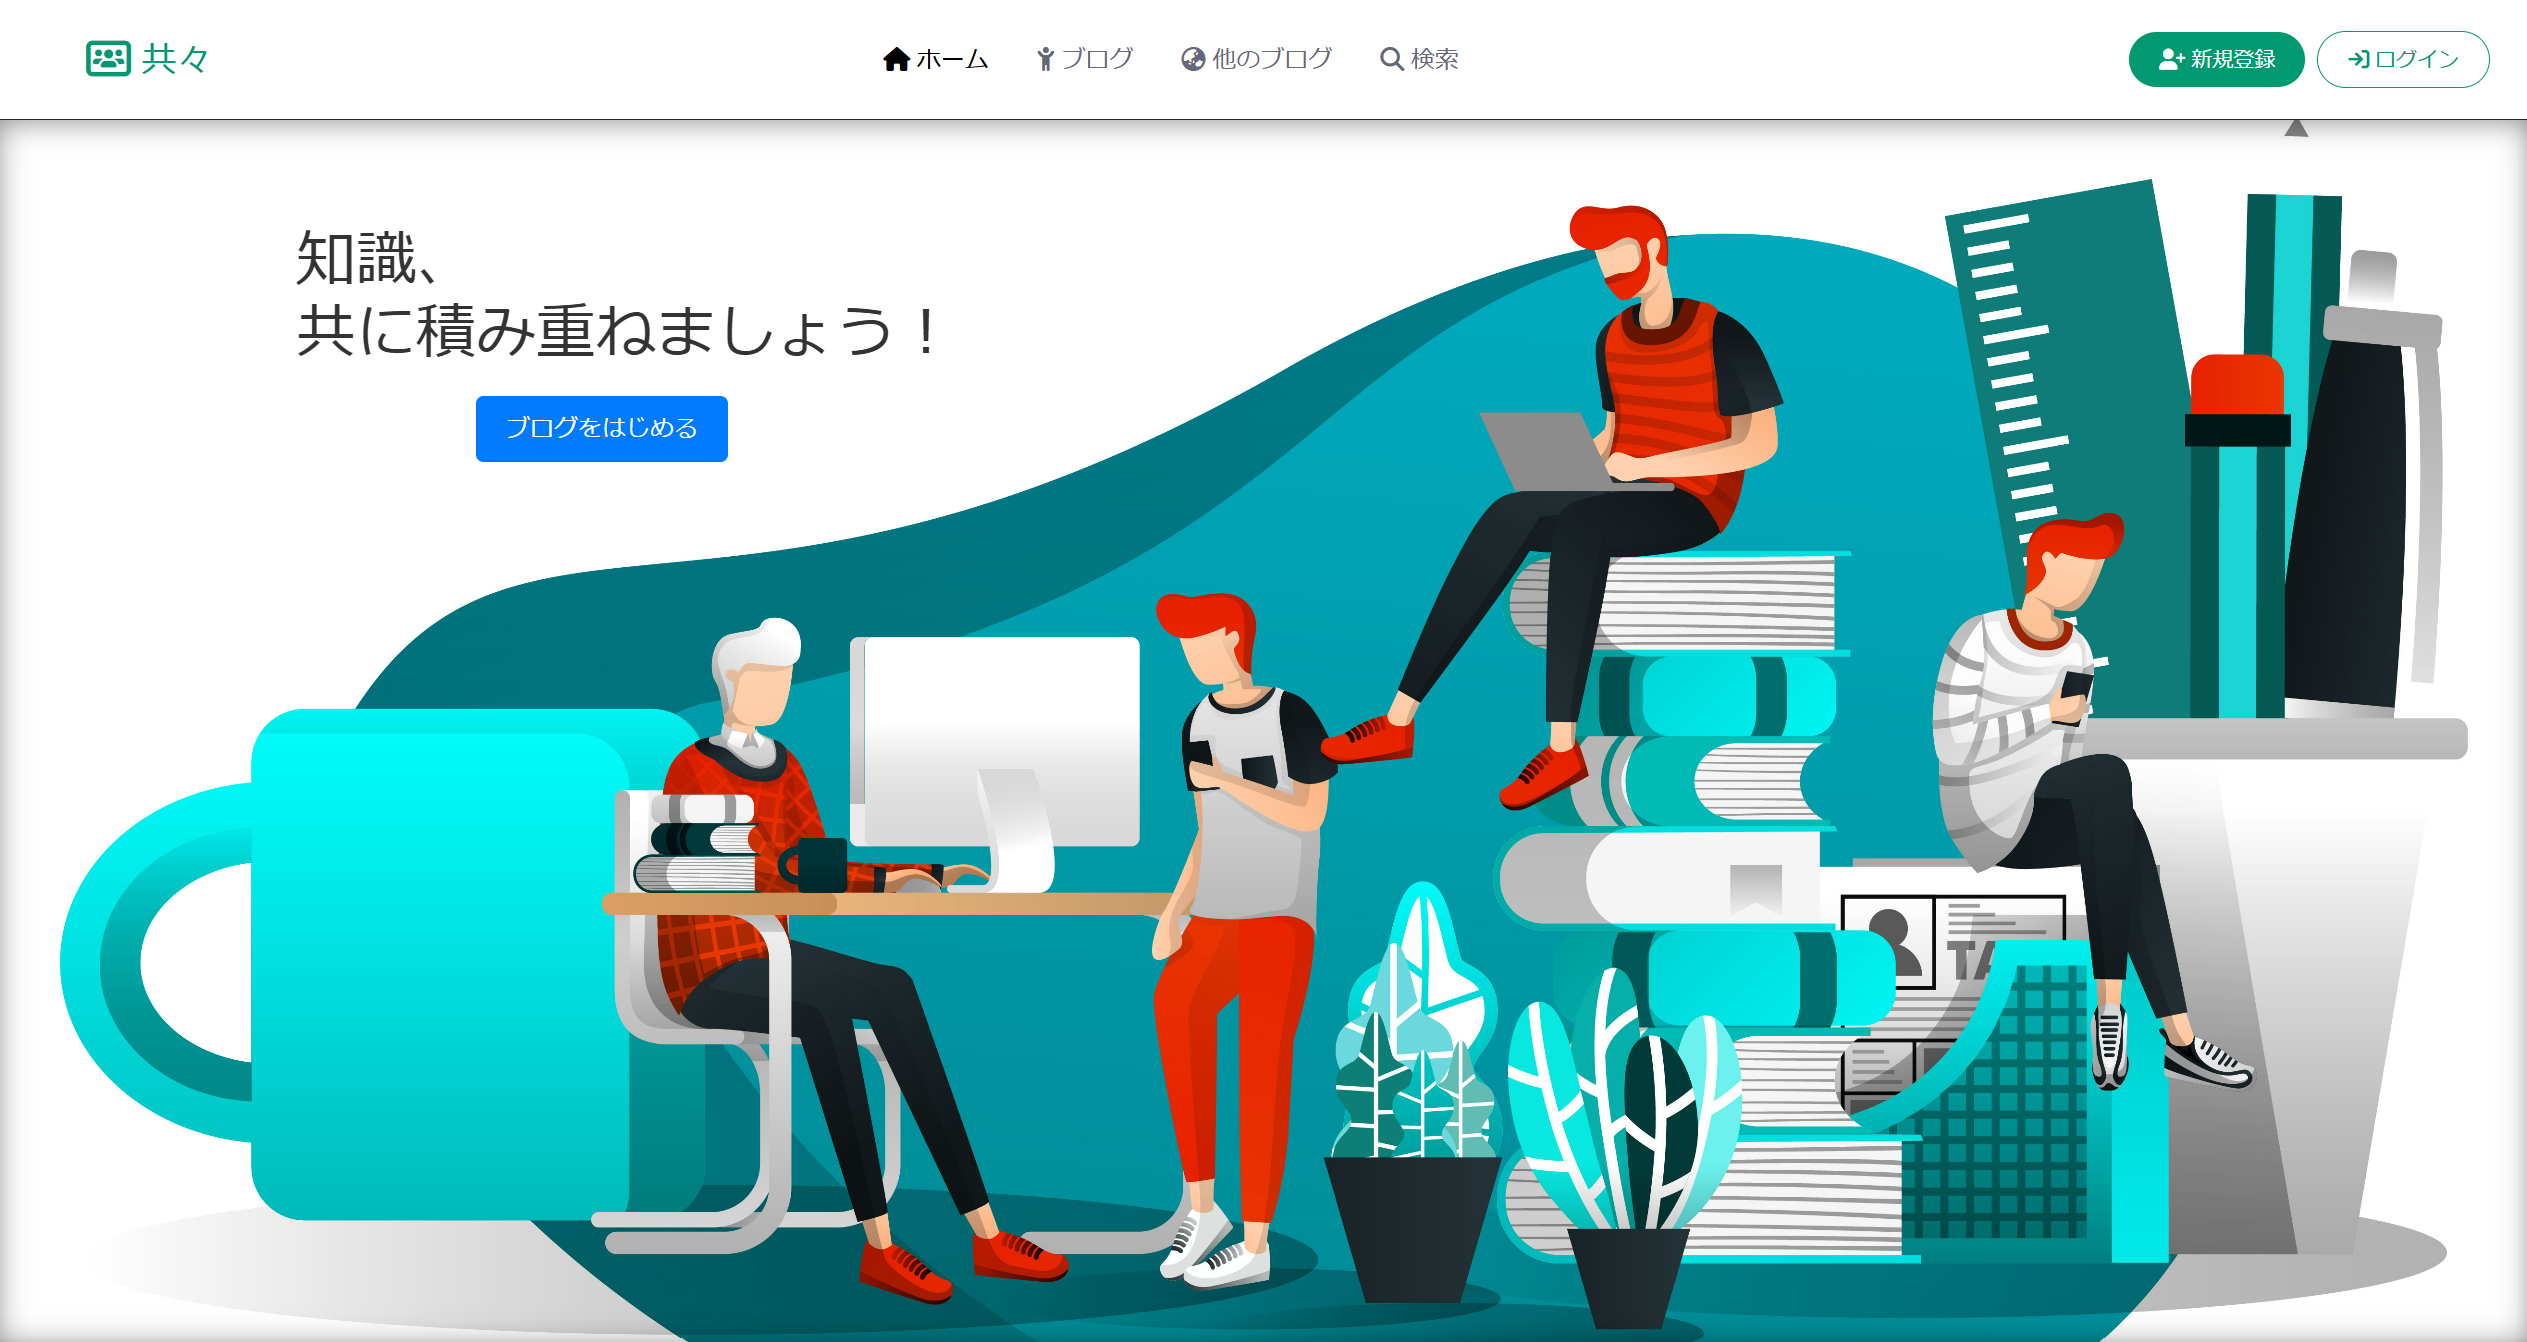 共々
ホーム
ブログ
他のブログ
検索
新規登録
ログイン
知識、
共に積み重ねましょう！
ブログをはじめる